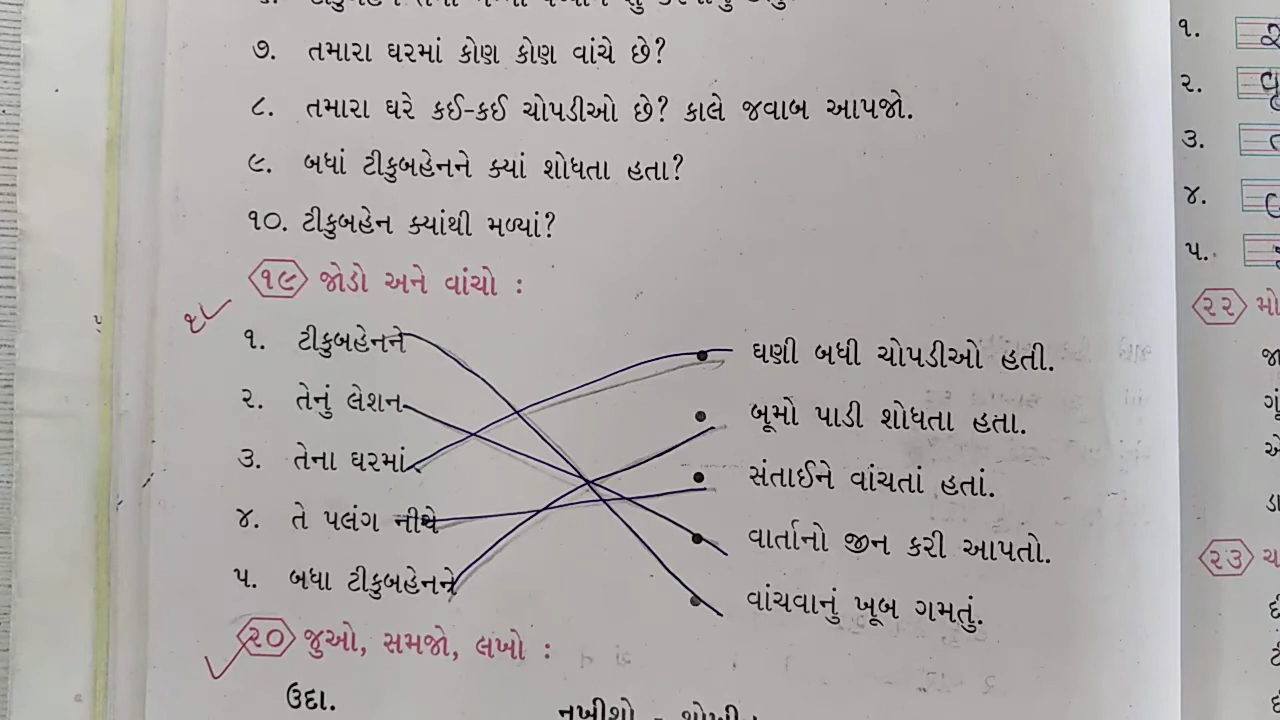 ૭. તમારા ઘરમાં કોણ કોણ વાંચે છે?
૮. તમારા ઘરે કઈ-કઈ ચોપડીઓ છે? કાલે જવાબ આપજો.
૯. બધાં ટીકુબહેનને ક્યાં શોધતા હતા?
૧૦. ટીકુબહેન ક્યાંથી મળ્યાં?
૧૯ જોડો અને વાંચો :
૧. ટીકુબહેનને
ઘણી બધી ચોપડીઓ હતી.
૨. તેનું લેશન
બૂમો પાડી શોધતા હતા.
૩. તેના ઘરમાં
સંતાઈને વાંચતાં હતાં.
૪. તે પલંગ નીચે
વાર્તાનો જીન કરી આપતો.
૫. બધા ટીકુબહેનને
વાંચવાનું ખૂબ ગમતું.
૨૦ જુઓ, સમજો, લખો :
ઉદા.
૧.
૨.
૩.
૪.
૫.
૨૨
૨૩